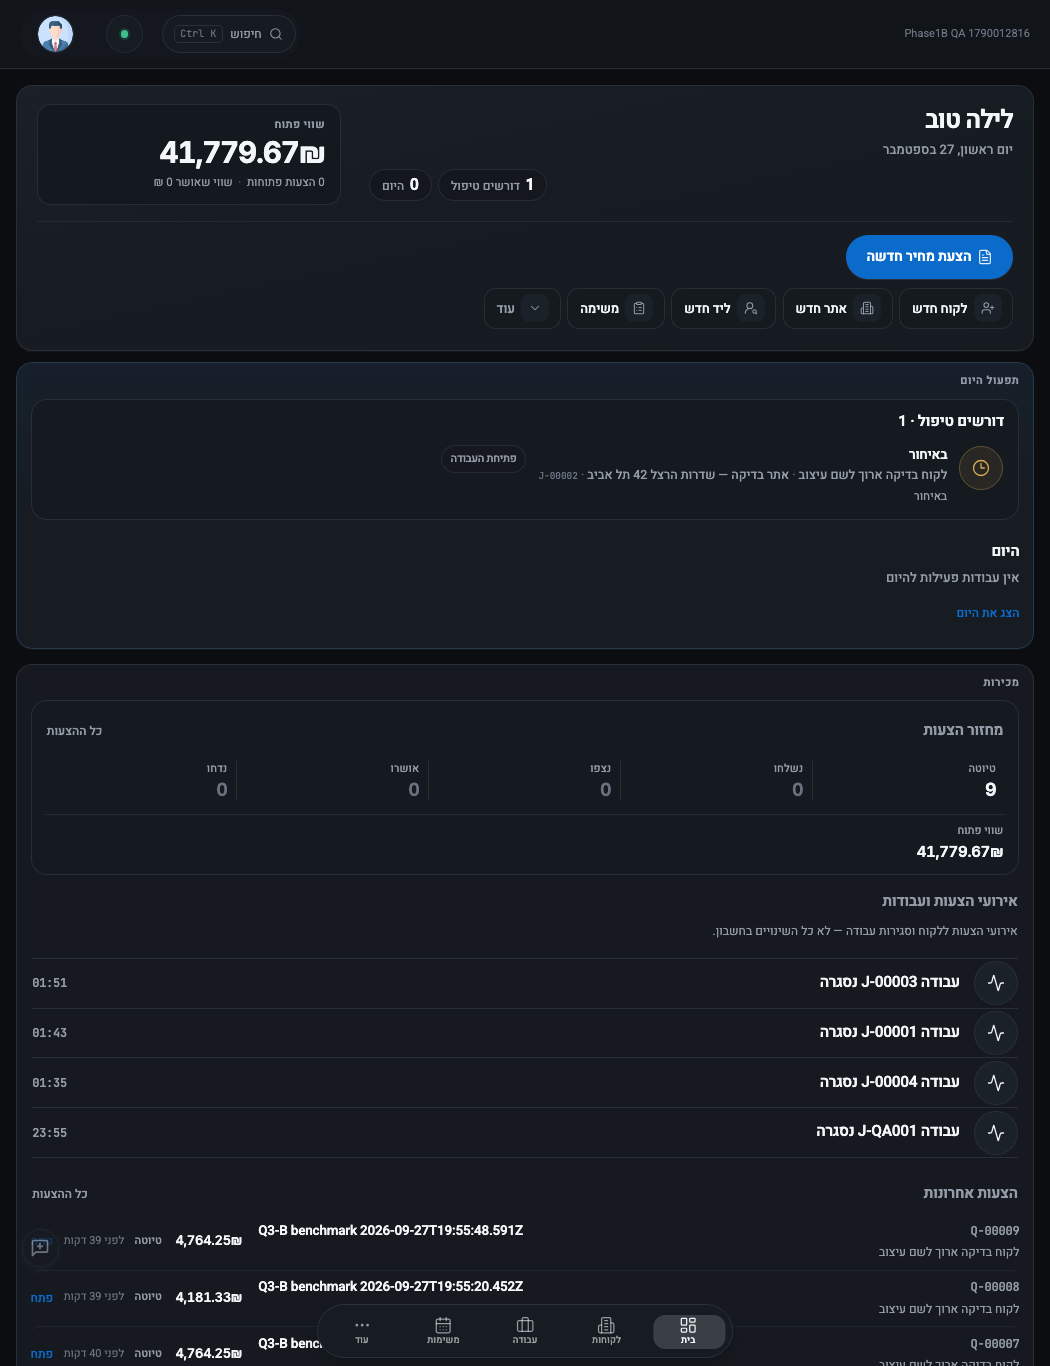 Phase1B QA 1790012816
חיפוש Ctrl K
לילה טוב
יום ראשון, 27 בספטמבר
1 דורשים טיפול
0 היום
שווי פתוח
₪41,779.67
0 הצעות פתוחות · שווי שאושר 0 ₪
הצעת מחיר חדשה
לקוח חדש
אתר חדש
ליד חדש
משימה
עוד
תפעול היום
דורשים טיפול · 1
באיחור
לקוח בדיקה ארוך לשם עיצוב · אתר בדיקה — שדרות הרצל 42 תל אביב · J-00002
באיחור
פתיחת העבודה
היום
אין עבודות פעילות להיום
הצג את היום
מכירות
מחזור הצעות
כל ההצעות
טיוטה
9
נשלחו
0
נצפו
0
אושרו
0
נדחו
0
שווי פתוח
₪41,779.67
אירועי הצעות ועבודות
אירועי הצעות ללקוח וסגירות עבודה — לא כל השינויים בחשבון.
עבודה J-00003 נסגרה
01:51
עבודה J-00001 נסגרה
01:43
עבודה J-00004 נסגרה
01:35
עבודה J-QA001 נסגרה
23:55
הצעות אחרונות
כל ההצעות
Q-00009
לקוח בדיקה ארוך לשם עיצוב
Q3-B benchmark 2026-09-27T19:55:48.591Z
₪4,764.25
טיוטה
לפני 39 דקות
Q-00008
לקוח בדיקה ארוך לשם עיצוב
Q3-B benchmark 2026-09-27T19:55:20.452Z
₪4,181.33
טיוטה
לפני 39 דקות
פתח
Q-00007
לקוח בדיקה ארוך לשם עיצוב
Q3-B
₪4,764.25
טיוטה
לפני 40 דקות
פתח
בית
לקוחות
עבודה
משימות
עוד